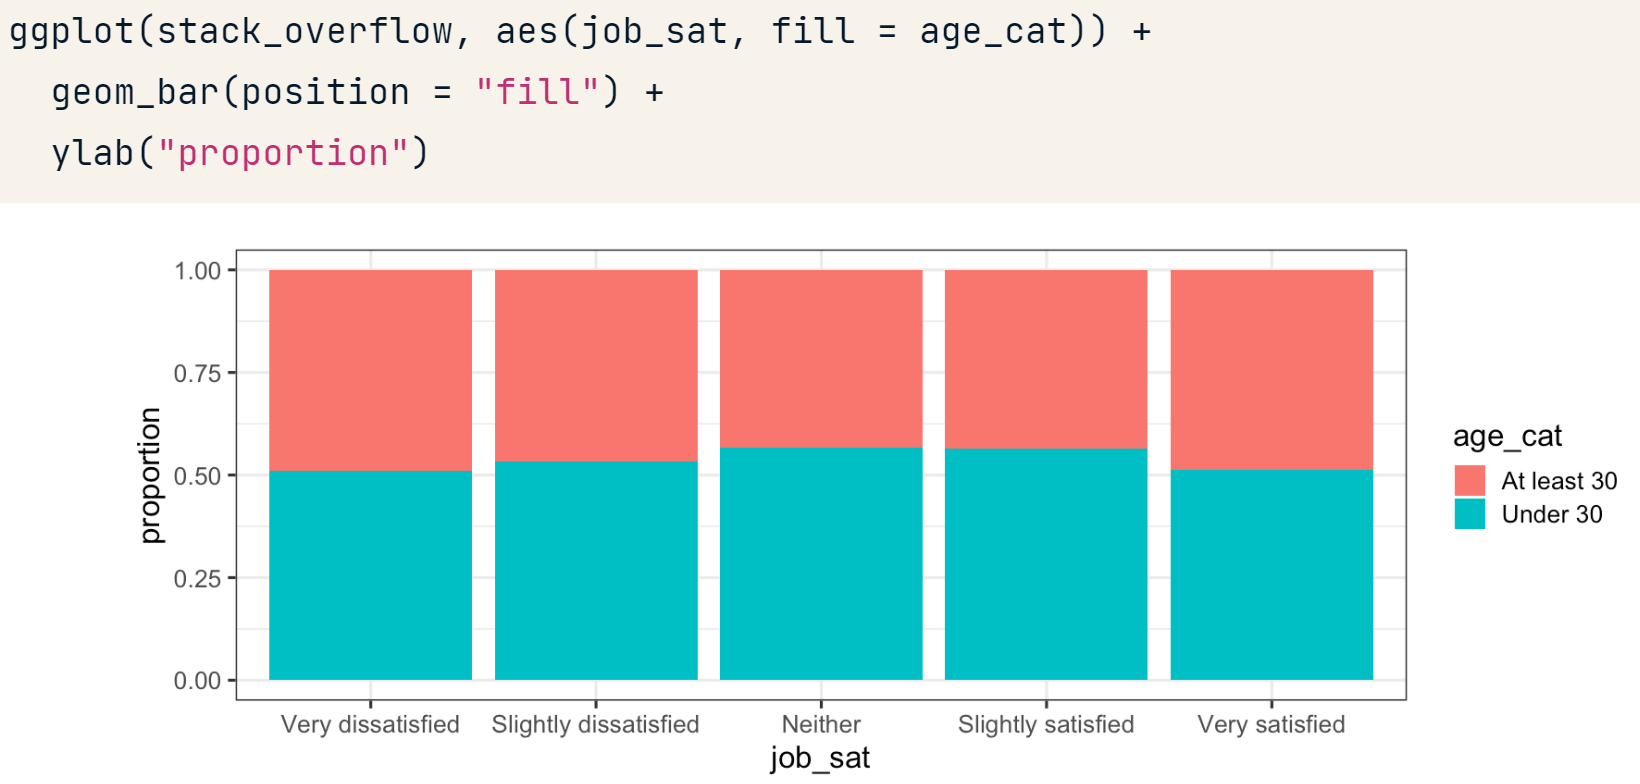 ggplot(stack_overflow, aes(job_sat, fill = age_cat)) +
  geom_bar(position = "fill") +
  ylab("proportion")
1.00
0.75
0.50
0.25
0.00
proportion
Very dissatisfied
Slightly dissatisfied
Neither
Slightly satisfied
Very satisfied
job_sat
age_cat
At least 30
Under 30